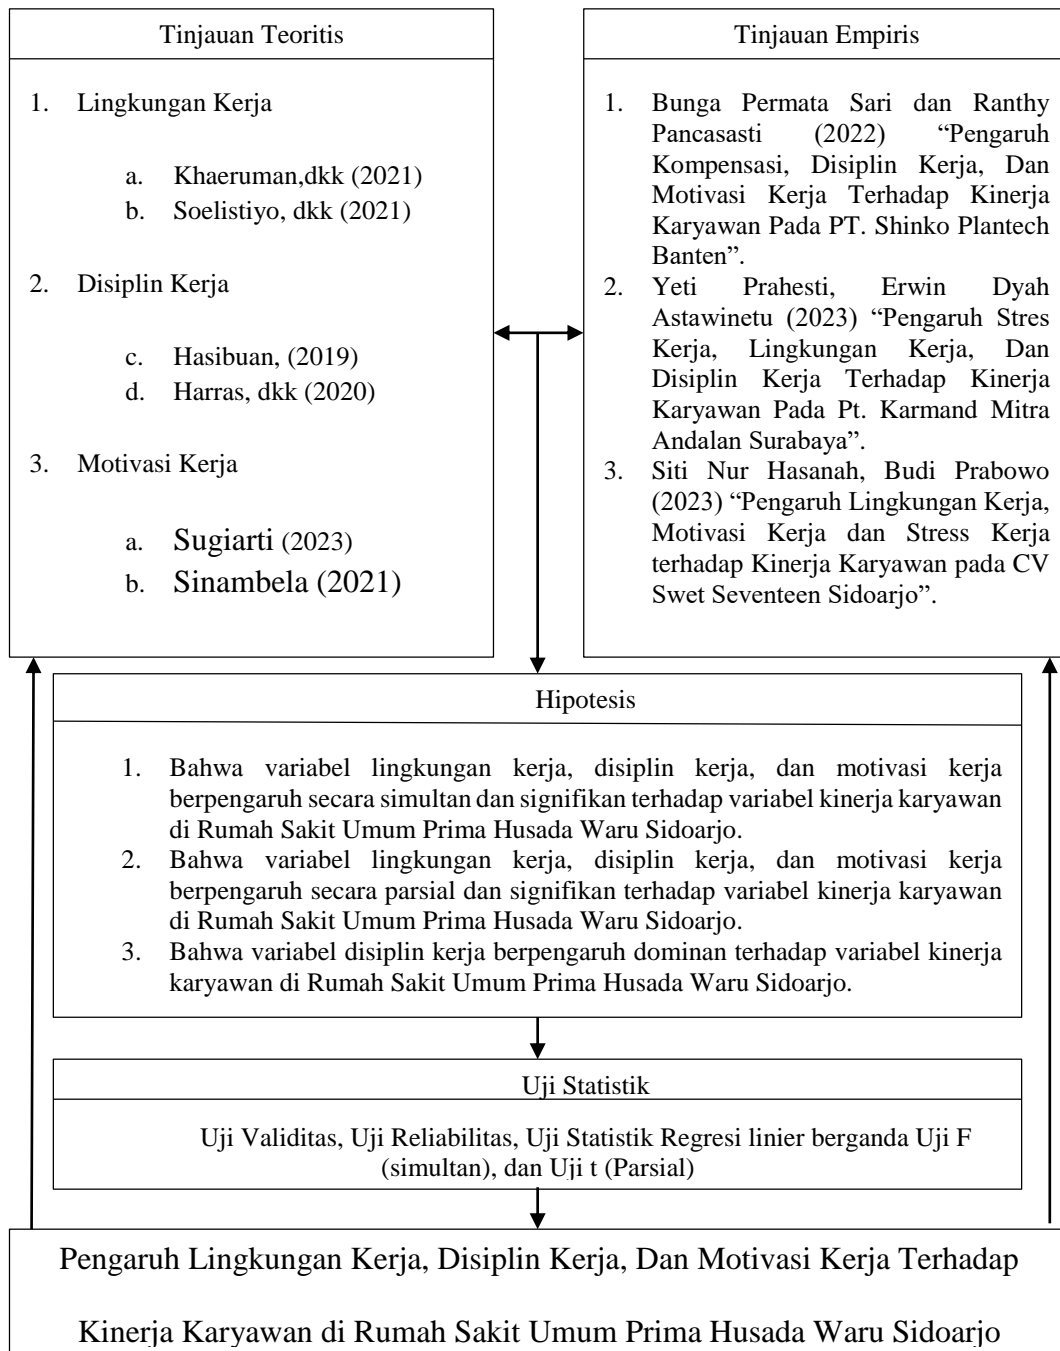 Tinjauan Teoritis
1. Lingkungan Kerja
a. Khaeruman,dkk (2021)
b. Soelistiyo, dkk (2021)
2. Disiplin Kerja
c. Hasibuan, (2019)
d. Harras, dkk (2020)
3. Motivasi Kerja
a. Sugiarti (2023)
b. Sinambela (2021)
Tinjauan Empiris
1. Bunga Permata Sari dan Ranthy
Pancasasti (2022) “Pengaruh
Kompensasi, Disiplin Kerja, Dan
Motivasi Kerja Terhadap Kinerja
Karyawan Pada PT. Shinko Plantech
Banten”.
2. Yeti Prahesti, Erwin Dyah
Astawinetu (2023) “Pengaruh Stres
Kerja, Lingkungan Kerja, Dan
Disiplin Kerja Terhadap Kinerja
Karyawan Pada Pt. Karmand Mitra
Andalan Surabaya”.
3. Siti Nur Hasanah, Budi Prabowo
(2023) “Pengaruh Lingkungan Kerja,
Motivasi Kerja dan Stress Kerja
terhadap Kinerja Karyawan pada CV
Swet Seventeen Sidoarjo”.
Hipotesis
1. Bahwa variabel lingkungan kerja, disiplin kerja, dan motivasi kerja
berpengaruh secara simultan dan signifikan terhadap variabel kinerja karyawan
di Rumah Sakit Umum Prima Husada Waru Sidoarjo.
2. Bahwa variabel lingkungan kerja, disiplin kerja, dan motivasi kerja
berpengaruh secara parsial dan signifikan terhadap variabel kinerja karyawan
di Rumah Sakit Umum Prima Husada Waru Sidoarjo.
3. Bahwa variabel disiplin kerja berpengaruh dominan terhadap variabel kinerja
karyawan di Rumah Sakit Umum Prima Husada Waru Sidoarjo.
Uji Statistik
Uji Validitas, Uji Reliabilitas, Uji Statistik Regresi linier berganda Uji F
(simultan), dan Uji t (Parsial)
Pengaruh Lingkungan Kerja, Disiplin Kerja, Dan Motivasi Kerja Terhadap
Kinerja Karyawan di Rumah Sakit Umum Prima Husada Waru Sidoarjo